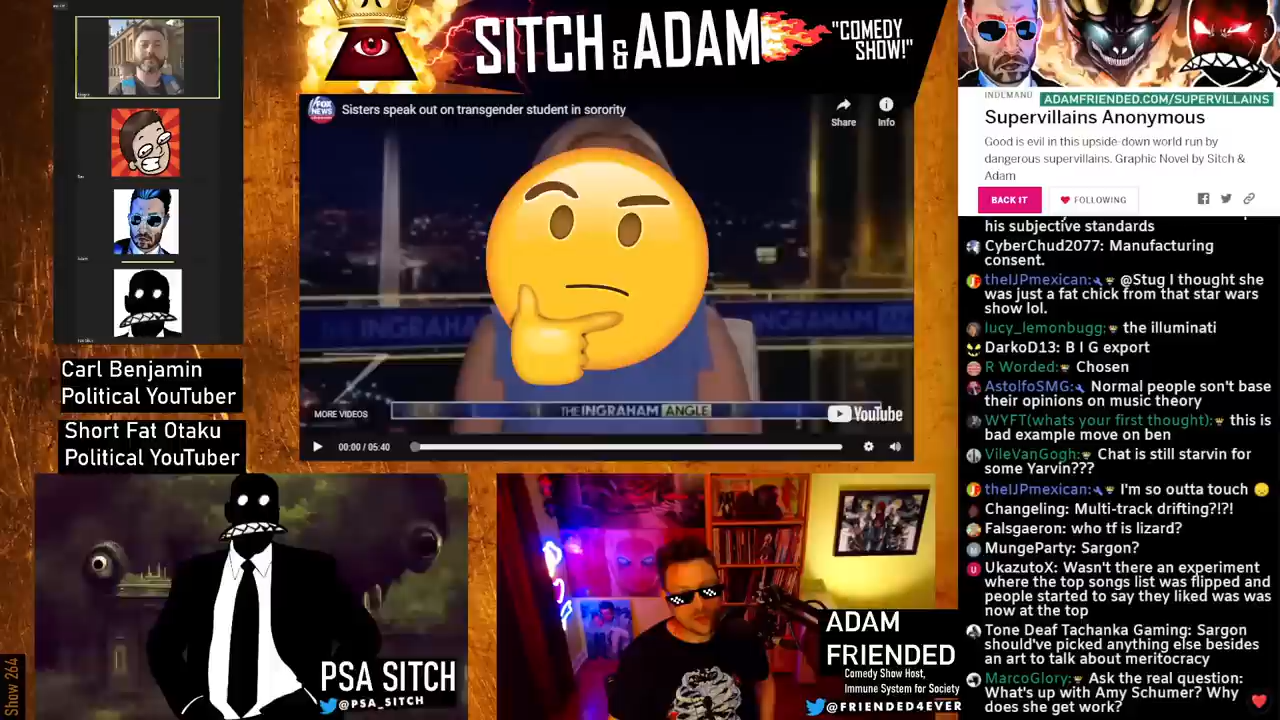 SITCH & ADAM
"COMEDY
SHOW!"
FOX
NEWS
Sisters speak out on transgender student in sorority
Share
Info
THE INGRAHAM ANGLE
MORE VIDEOS
YouTube
00:00 / 05:40
Carl Benjamin
Political YouTuber
Short Fat Otaku
Political YouTuber
PSA SITCH
@PSA_SITCH
Show 264
ADAM
FRIENDED
Comedy Show Host,
Immune System for Society
@FRIENDED4EVER
INDEMAND
ADAMFRIENDED.COM/SUPERVILLAINS
Supervillains Anonymous
Good is evil in this upside-down world run by
dangerous supervillains. Graphic Novel by Sitch &
Adam
BACK IT
FOLLOWING
his subjective standards
CyberChud2077: Manufacturing
consent.
theIJPmexican: @Stug I thought she
was just a fat chick from that star wars
show lol.
lucy_lemonbugg: the illuminati
DarkoD13: B I G export
R Worded: Chosen
AstolfoSMG: Normal people son't base
their opinions on music theory
WYFT(whats your first thought): this is
bad example move on ben
VileVanGogh: Chat is still starvin for
some Yarvin???
theIJPmexican: I'm so outta touch
Changeling: Multi-track drifting?!?!
Falsgaeron: who tf is lizard?
MungeParty: Sargon?
UkazutoX: Wasn't there an experiment
where the top songs list was flipped and
people started to say they liked was was
now at the top
Tone Deaf Tachanka Gaming: Sargon
should've picked anything else besides
an art to talk about meritocracy
MarcoGlory: Ask the real question:
What's up with Amy Schumer? Why
does she get work?